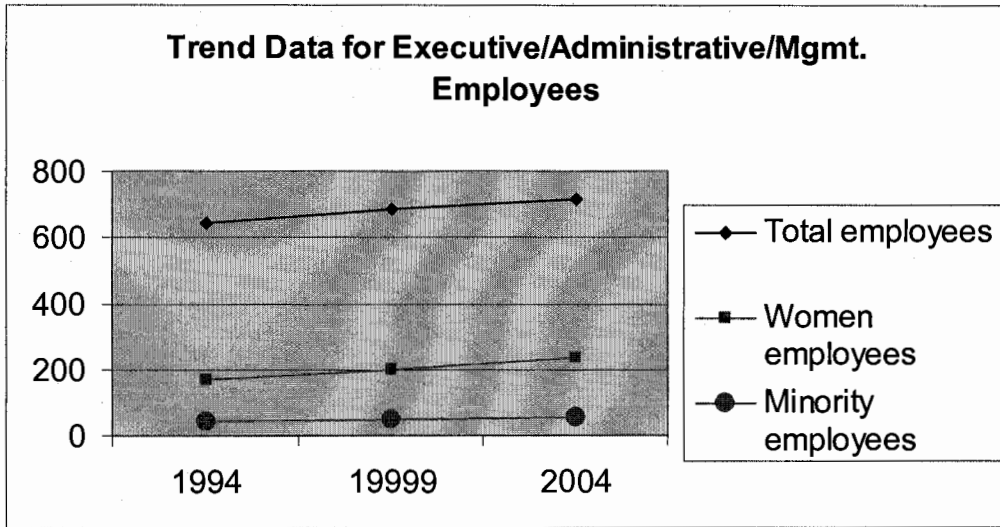 Trend Data for Executive/Administrative/Mgmt.
Employees
800
600
400
200
0
1994 19999 2004
Total employees
Women
employees
Minority
employees